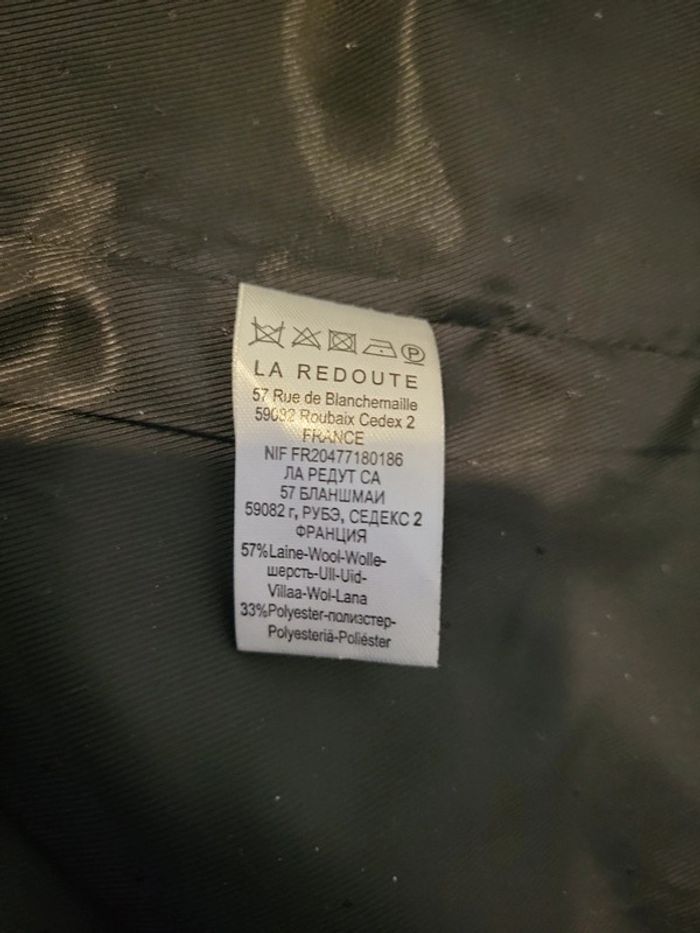 P
LA REDOUTE
57 Rue de Blanchemaille
59082 Roubaix Cedex 2
FRANCE
NIF FR20477180186
ЛА РЕДУТ СА
57 БЛАНШМАИ
59082 г, РУБЭ, СЕДЕКС 2
ФРАНЦИЯ
57%Laine-Wool-Wolle-
шерсть-Ull-Uld-
Villaa-Wol-Lana
33%Polyester-полиэстер-
Polyesteriä-Poliéster